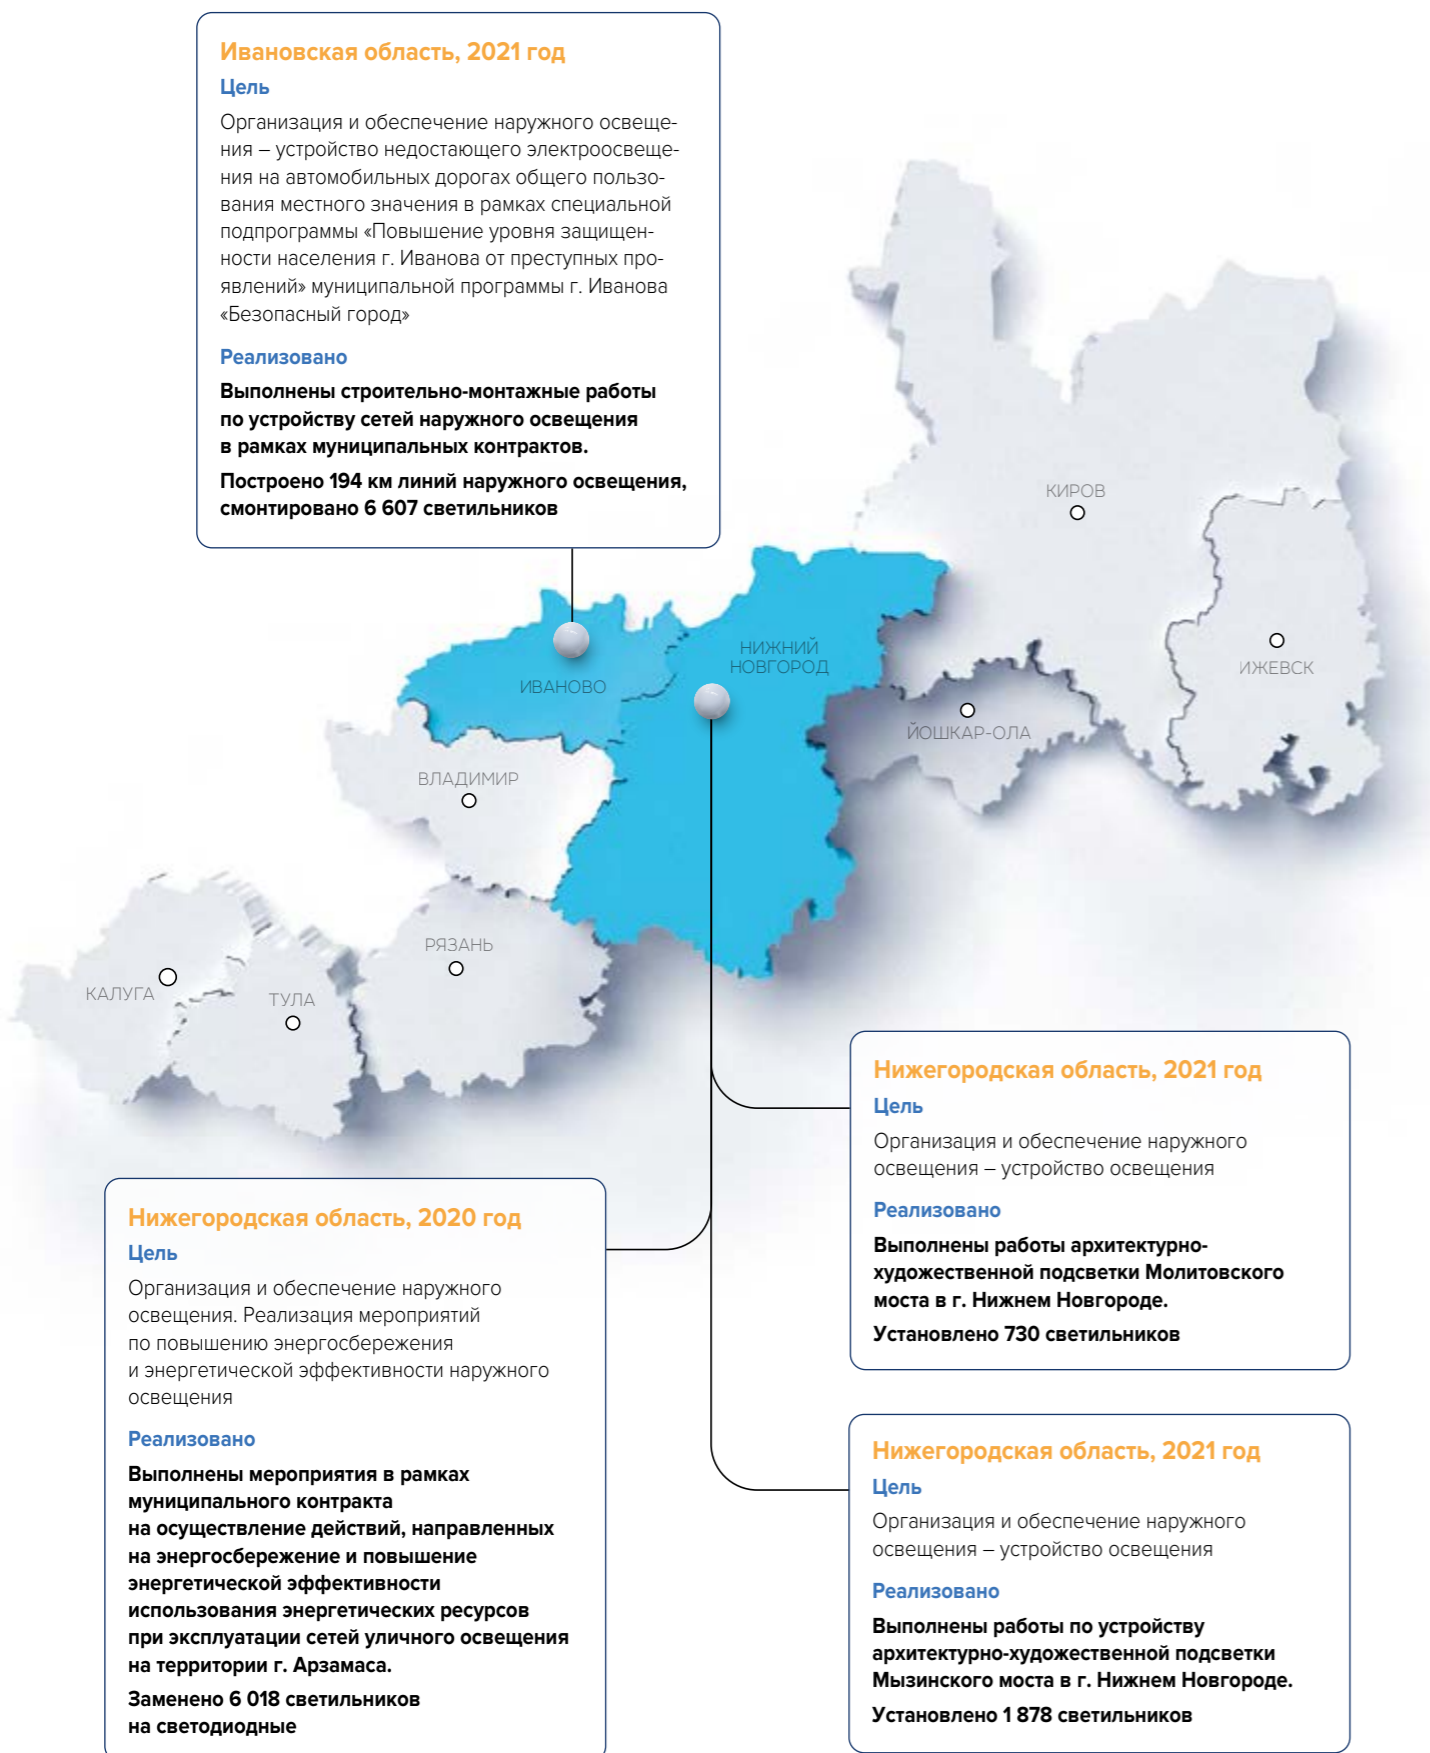 Ивановская область, 2021 год
Цель
Организация и обеспечение наружного освеще-
ния – устройство недостающего электроосвеще-
ния на автомобильных дорогах общего пользо-
вания местного значения в рамках специальной
подпрограммы «Повышение уровня защищен-
ности населения г. Иванова от преступных про-
явлений» муниципальной программы г. Иванова
«Безопасный город»
Реализовано
Выполнены строительно-монтажные работы
по устройству сетей наружного освещения
в рамках муниципальных контрактов.
Построено 194 км линий наружного освещения,
смонтировано 6 607 светильников
КИРОВ
НИЖНИЙ
НОВГОРОД
ИЖЕВСК
ИВАНОВО
ЙОШКАР-ОЛА
ВЛАДИМИР
РЯЗАНЬ
КАЛУГА
ТУЛА
Нижегородская область, 2021 год
Цель
Организация и обеспечение наружного
освещения – устройство освещения
Реализовано
Выполнены работы архитектурно-
художественной подсветки Молитовского
моста в г. Нижнем Новгороде.
Установлено 730 светильников
Нижегородская область, 2020 год
Цель
Организация и обеспечение наружного
освещения. Реализация мероприятий
по повышению энергосбережения
и энергетической эффективности наружного
освещения
Реализовано
Выполнены мероприятия в рамках
муниципального контракта
на осуществление действий, направленных
на энергосбережение и повышение
энергетической эффективности
использования энергетических ресурсов
при эксплуатации сетей уличного освещения
на территории г. Арзамаса.
Заменено 6 018 светильников
на светодиодные
Нижегородская область, 2021 год
Цель
Организация и обеспечение наружного
освещения – устройство освещения
Реализовано
Выполнены работы по устройству
архитектурно-художественной подсветки
Мызинского моста в г. Нижнем Новгороде.
Установлено 1 878 светильников